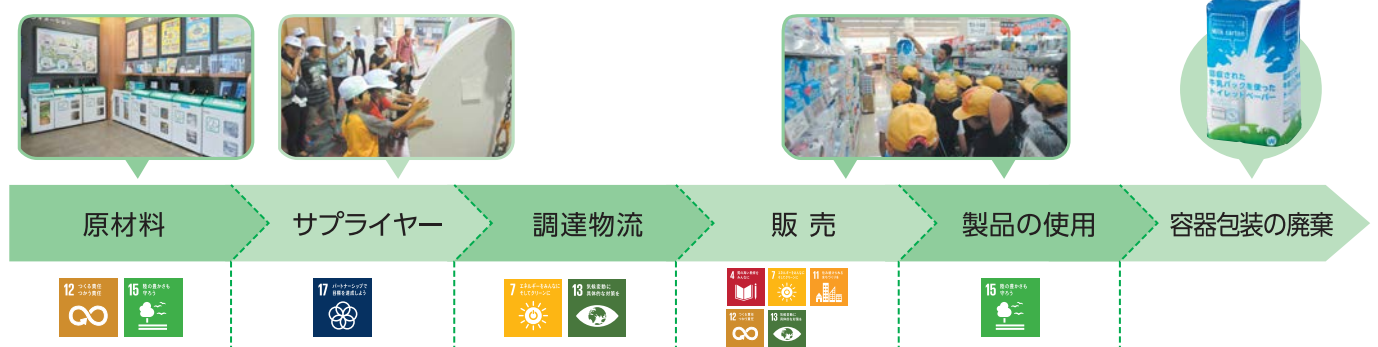 Milk carton
回収された
牛乳パックを使った
トイレットペーパー
原材料
サプライヤー
調達物流
販 売
製品の使用
容器包装の廃棄
12 つくる責任
つかう責任
15 陸の豊かさも
守ろう
17 パートナーシップで
目標を達成しよう
7 エネルギーをみんなに
そしてクリーンに
13 気候変動に
具体的な対策を
4 質の高い教育を
みんなに
7 エネルギーをみんなに
そしてクリーンに
11 住み続けられる
まちづくりを
12 つくる責任
つかう責任
13 気候変動に
具体的な対策を
15 陸の豊かさも
守ろう